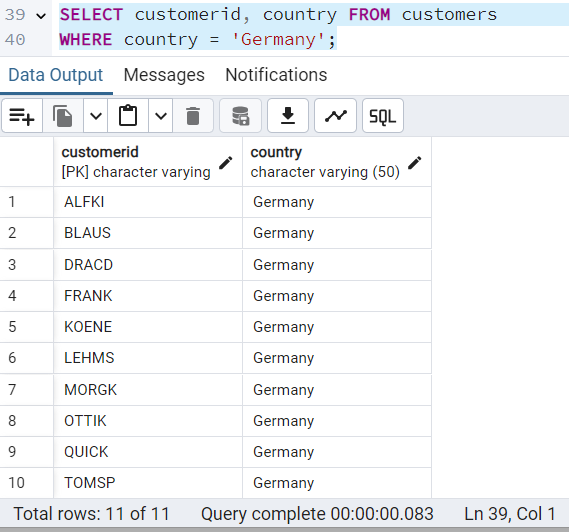 39 SELECT customerid, country FROM customers
40 WHERE country = 'Germany';
Data Output Messages Notifications
SQL
customerid country
[PK] character varying character varying (50)
1 ALFKI Germany
2 BLAUS Germany
3 DRACD Germany
4 FRANK Germany
5 KOENE Germany
6 LEHMS Germany
7 MORGK Germany
8 OTTIK Germany
9 QUICK Germany
10 TOMSP Germany
Total rows: 11 of 11 Query complete 00:00:00.083 Ln 39, Col 1